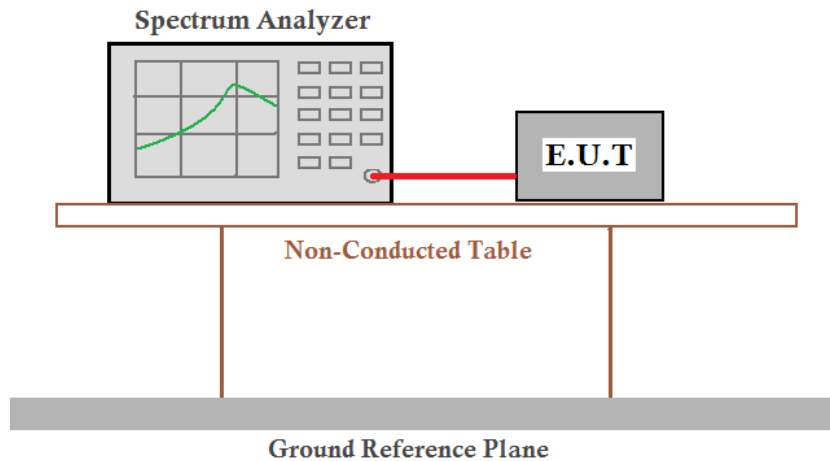 Spectrum Analyzer
E.U.T
Non-Conducted Table
Ground Reference Plane